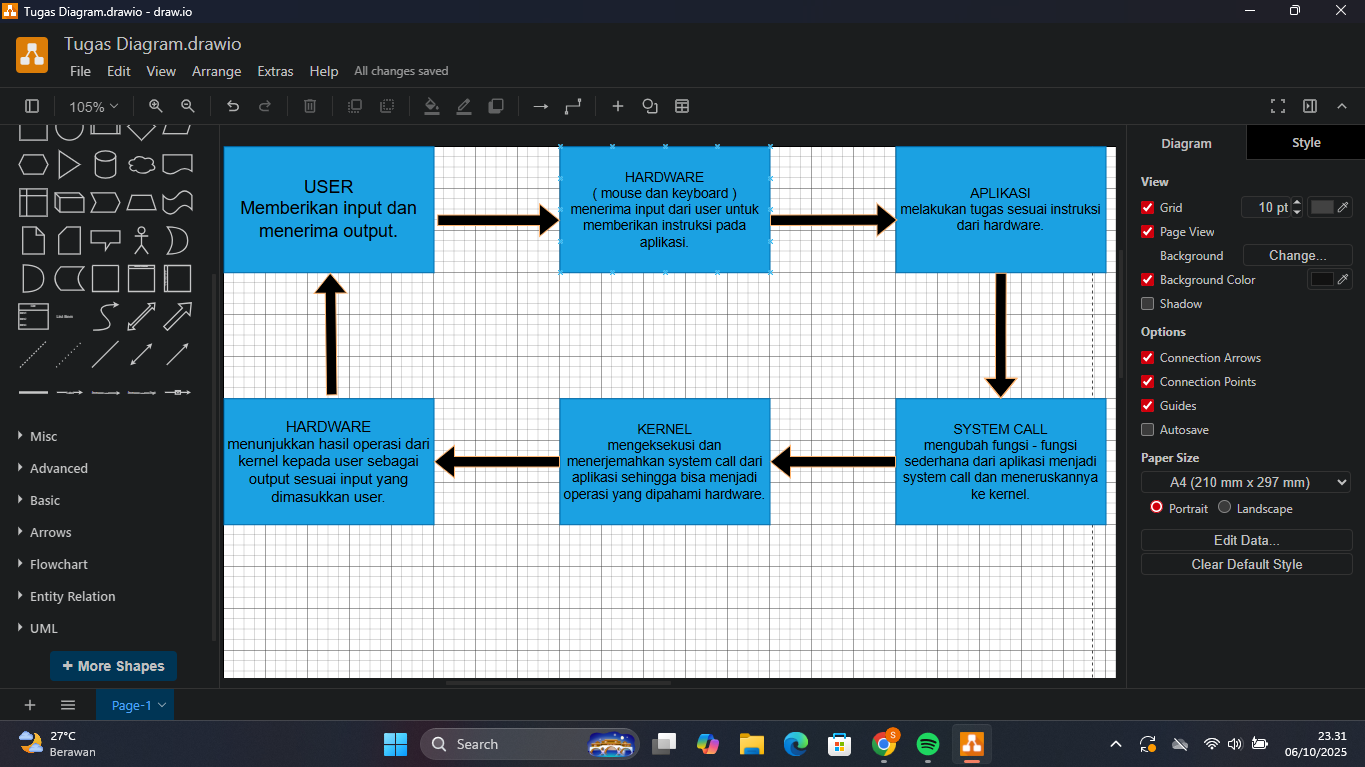 Tugas Diagram.drawio - draw.io
Tugas Diagram.drawio
File Edit View Arrange Extras Help All changes saved
105%
Diagram
Style
USER
Memberikan input dan
menerima output.
HARDWARE
( mouse dan keyboard )
menerima input dari user untuk
memberikan instruksi pada
aplikasi.
APLIKASI
melakukan tugas sesuai instruksi
dari hardware.
HARDWARE
menunjukkan hasil operasi dari
kernel kepada user sebagai
output sesuai input yang
dimasukkan user.
KERNEL
mengeksekusi dan
menerjemahkan system call dari
aplikasi sehingga bisa menjadi
operasi yang dipahami hardware.
SYSTEM CALL
mengubah fungsi - fungsi
sederhana dari aplikasi menjadi
system call dan meneruskannya
ke kernel.
Misc
Advanced
Basic
Arrows
Flowchart
Entity Relation
UML
+ More Shapes
View
Grid 10 pt
Page View
Background Change...
Background Color
Shadow
Options
Connection Arrows
Connection Points
Guides
Autosave
Paper Size
A4 (210 mm x 297 mm)
Portrait Landscape
Edit Data...
Clear Default Style
Page-1
27°C
Berawan
Search
S
23.31
06/10/2025